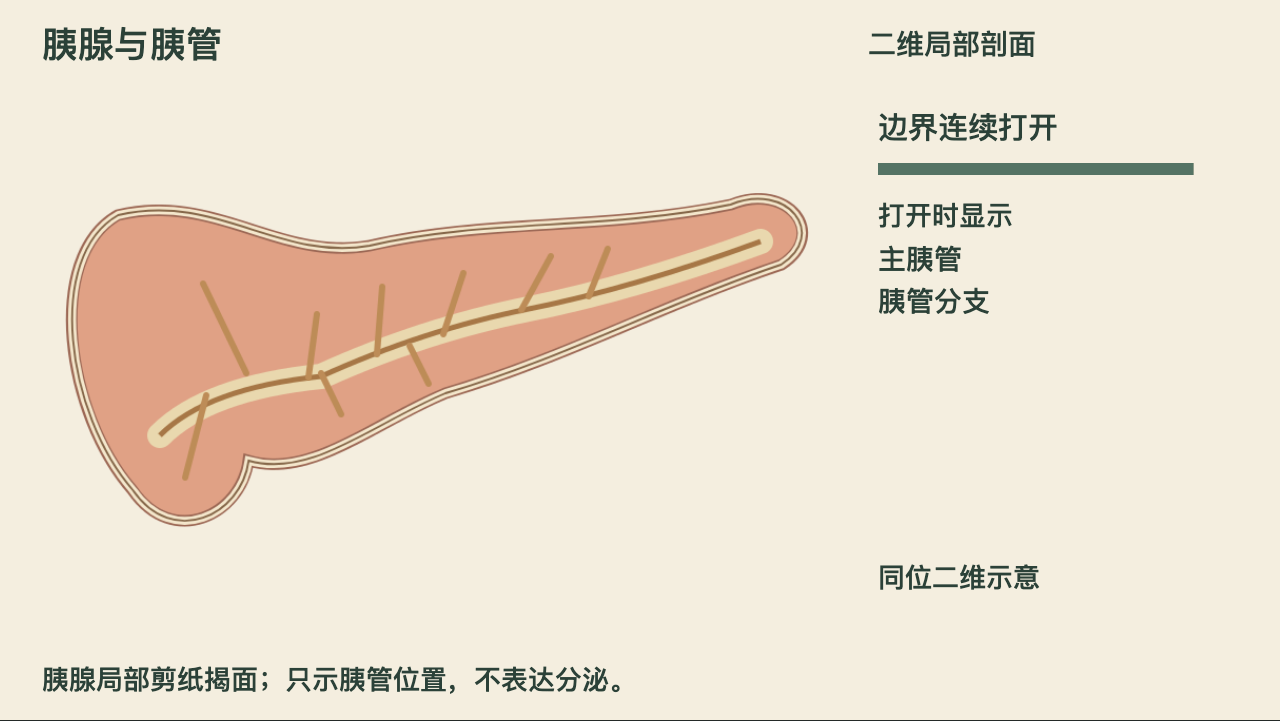 胰腺与胰管
二维局部剖面
边界连续打开
打开时显示
主胰管
胰管分支
同位二维示意
胰腺局部剪纸揭面；只示胰管位置，不表达分泌。